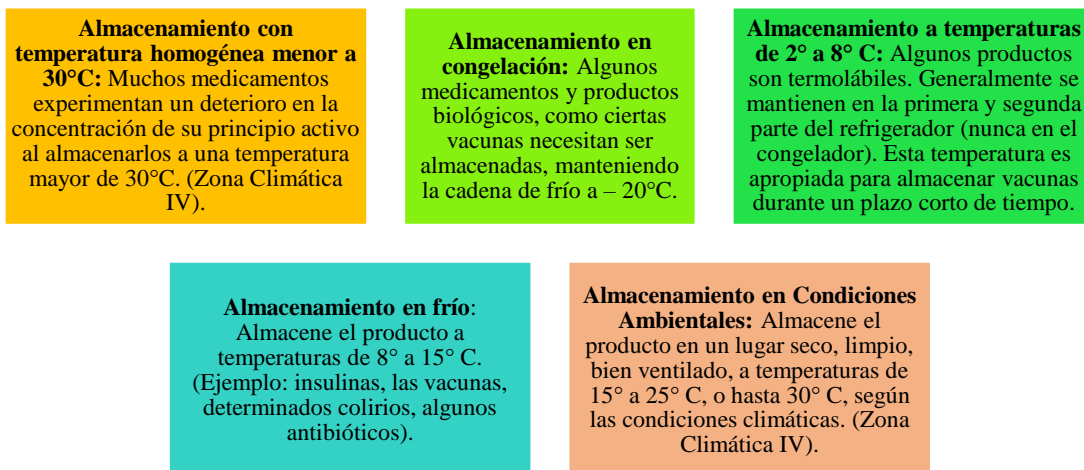 Almacenamiento con
temperatura homogénea menor a
30°C: Muchos medicamentos
experimentan un deterioro en la
concentración de su principio activo
al almacenarlos a una temperatura
mayor de 30°C. (Zona Climática
IV).
Almacenamiento en
congelación: Algunos
medicamentos y productos
biológicos, como ciertas
vacunas necesitan ser
almacenadas, manteniendo
la cadena de frío a – 20°C.
Almacenamiento a temperaturas
de 2° a 8° C: Algunos productos
son termolábiles. Generalmente se
mantienen en la primera y segunda
parte del refrigerador (nunca en el
congelador). Esta temperatura es
apropiada para almacenar vacunas
durante un plazo corto de tiempo.
Almacenamiento en frío:
Almacene el producto a
temperaturas de 8° a 15° C.
(Ejemplo: insulinas, las vacunas,
determinados colirios, algunos
antibióticos).
Almacenamiento en Condiciones
Ambientales: Almacene el
producto en un lugar seco, limpio,
bien ventilado, a temperaturas de
15° a 25° C, o hasta 30° C, según
las condiciones climáticas. (Zona
Climática IV).